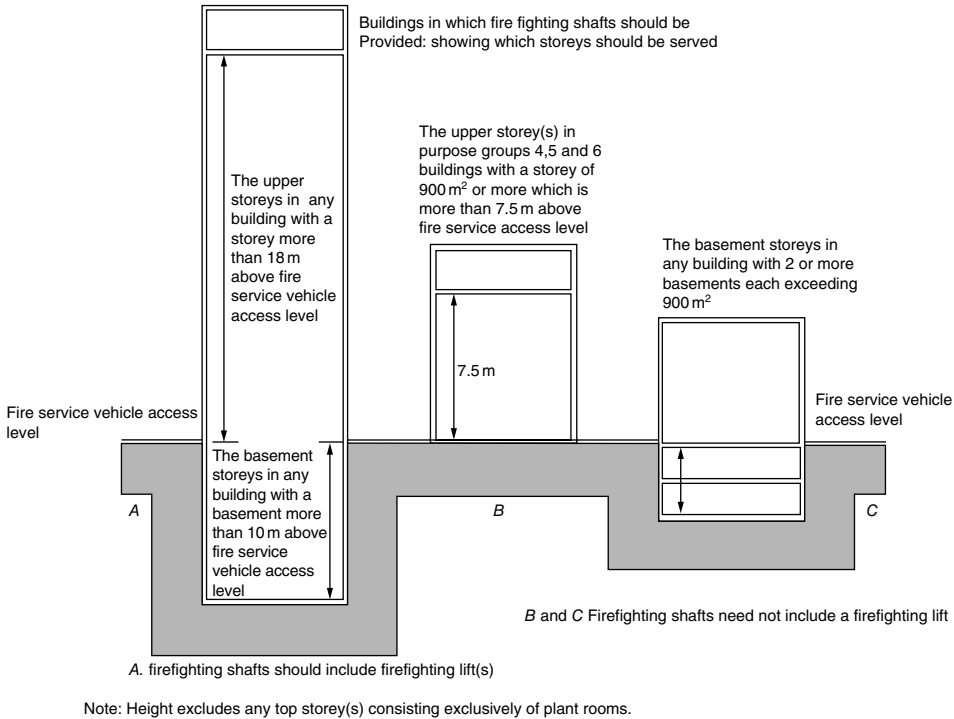 Buildings in which fire fighting shafts should be
Provided: showing which storeys should be served
The upper storey(s) in
purpose groups 4,5 and 6
buildings with a storey of
900 m² or more which is
more than 7.5 m above
fire service access level
The upper
storeys in any
building with a
storey more
than 18 m
above fire
service vehicle
access level
The basement storeys in
any building with 2 or more
basements each exceeding
900 m²
7.5 m
Fire service vehicle access
level
Fire service vehicle
access level
The basement
storeys in any
building with a
basement more
than 10 m above
fire service
vehicle access
level
A
B
C
B and C Firefighting shafts need not include a firefighting lift
A. firefighting shafts should include firefighting lift(s)
Note: Height excludes any top storey(s) consisting exclusively of plant rooms.